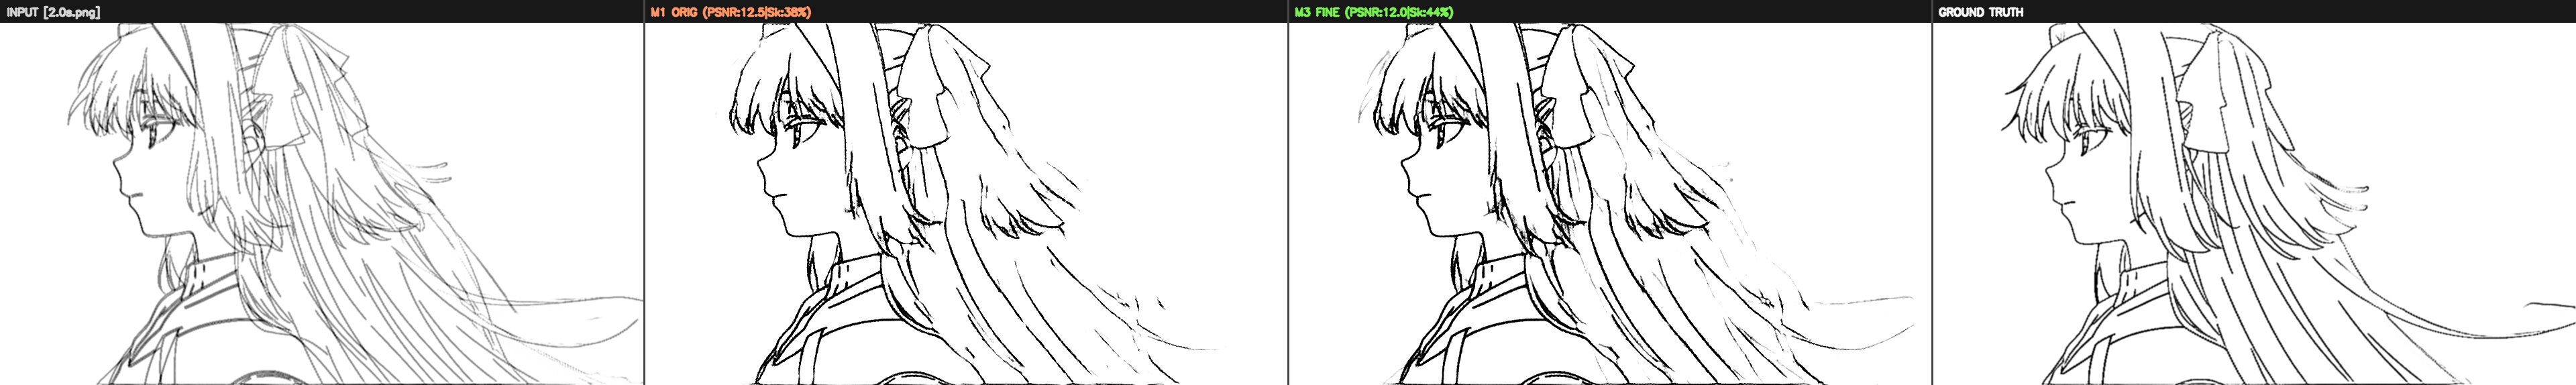 INPUT [2.0s.png]
M1 ORIG (PSNR:12.5|Sk:38%)
M3 FINE (PSNR:12.0|Sk:44%)
GROUND TRUTH